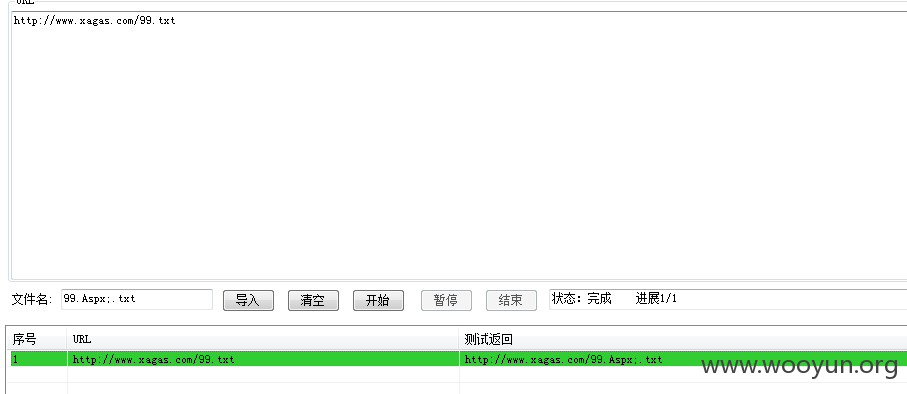 URL
http://www.xagas.com/99.txt
文件名: 99.Aspx;.txt 导入 清空 开始 暂停 结束 状态: 完成 进展1/1
序号 URL 测试返回
1 http://www.xagas.com/99.txt http://www.xagas.com/99.Aspx;.txt
www.wooyun.org